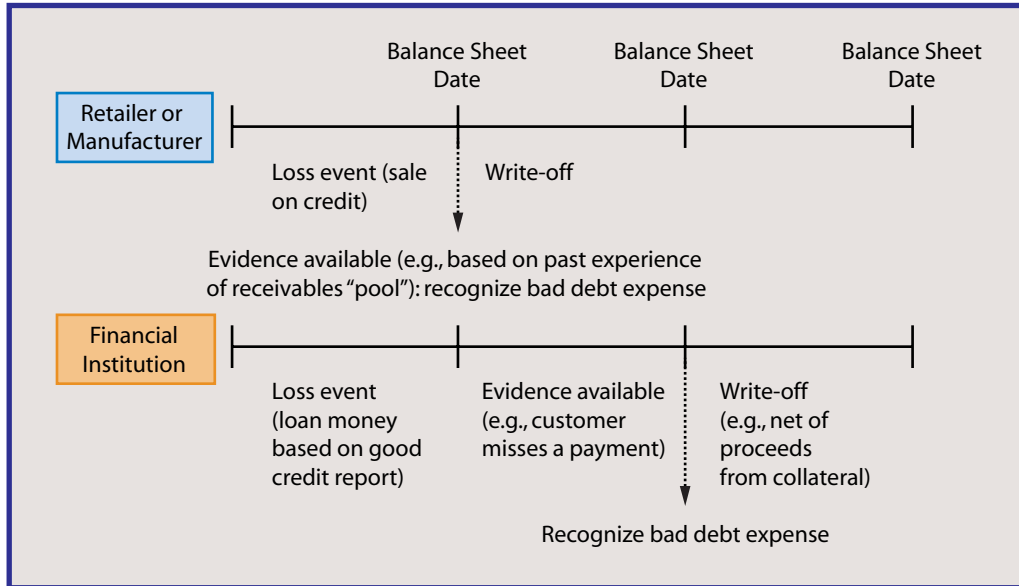 Balance Sheet
Date
Balance Sheet
Date
Balance Sheet
Date
Retailer or
Manufacturer
Loss event (sale
on credit)
Write-off
Evidence available (e.g., based on past experience
of receivables “pool”): recognize bad debt expense
Financial
Institution
Loss event
(loan money
based on good
credit report)
Evidence available
(e.g., customer
misses a payment)
Write-off
(e.g., net of
proceeds
from collateral)
Recognize bad debt expense